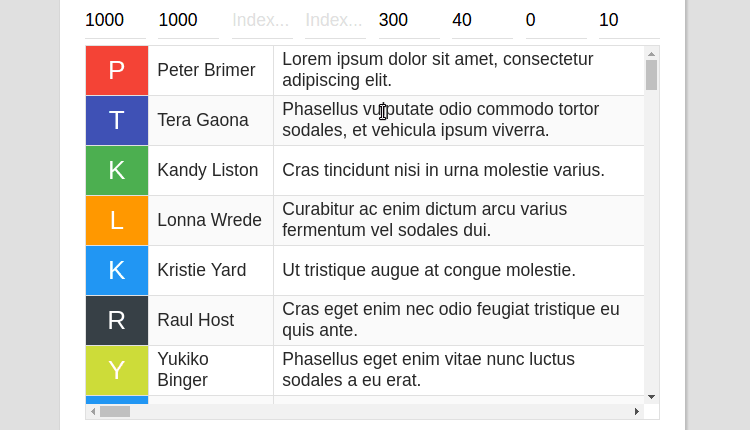 1000 1000 Index... Index... 300 40 0 10
P Peter Brimer Lorem ipsum dolor sit amet, consectetur
adipiscing elit.
T Tera Gaona Phasellus vulputate odio commodo tortor
sodales, et vehicula ipsum viverra.
K Kandy Liston Cras tincidunt nisi in urna molestie varius.
L Lonna Wrede Curabitur ac enim dictum arcu varius
fermentum vel sodales dui.
K Kristie Yard Ut tristique augue at congue molestie.
R Raul Host Cras eget enim nec odio feugiat tristique eu
quis ante.
Y Yukiko Phasellus eget enim vitae nunc luctus
Binger sodales a eu erat.